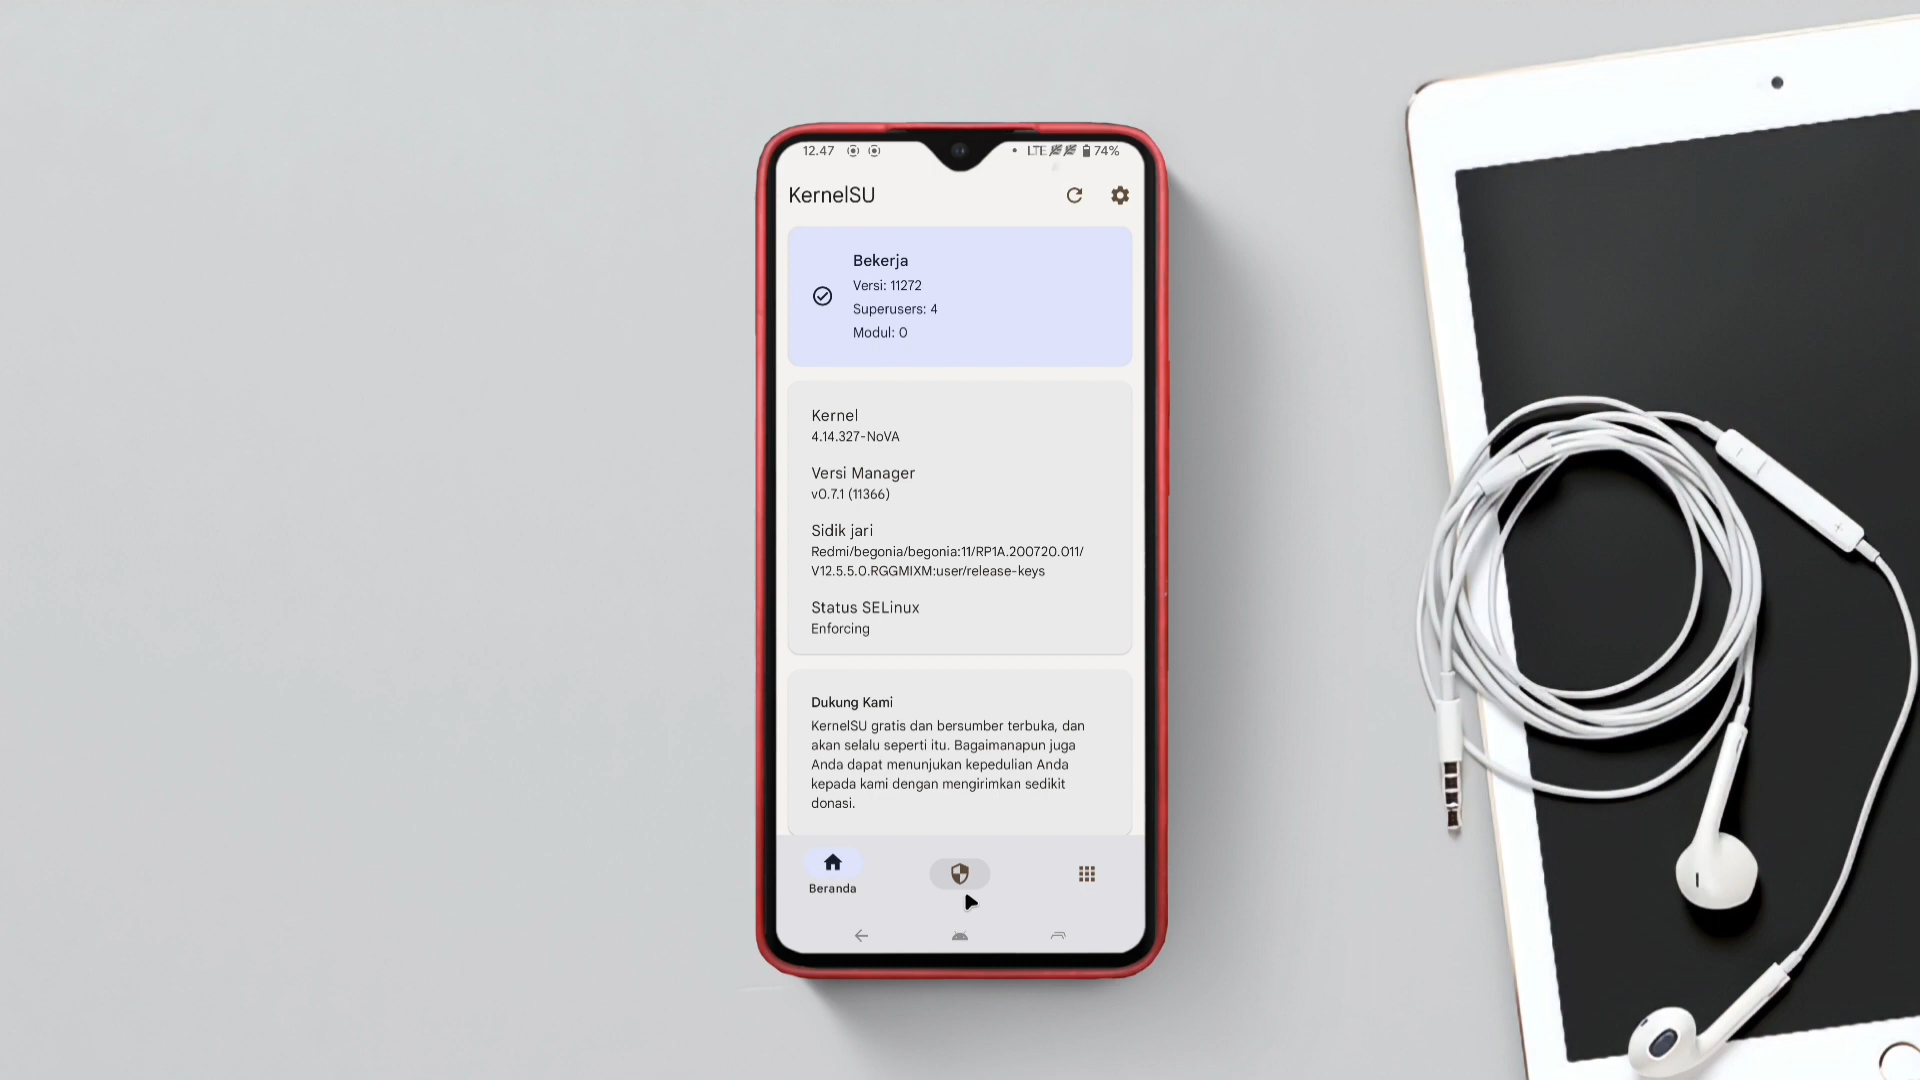 12.47
LTE 74%
KernelSU
Bekerja
Versi: 11272
Superusers: 4
Modul: 0
Kernel
4.14.327-NoVA
Versi Manager
v0.7.1 (11366)
Sidik jari
Redmi/begonia/begonia:11/RP1A.200720.011/
V12.5.5.0.RGGMIXM:user/release-keys
Status SELinux
Enforcing
Dukung Kami
KernelSU gratis dan bersumber terbuka, dan
akan selalu seperti itu. Bagaimanapun juga
Anda dapat menunjukan kepedulian Anda
kepada kami dengan mengirimkan sedikit
donasi.
Beranda